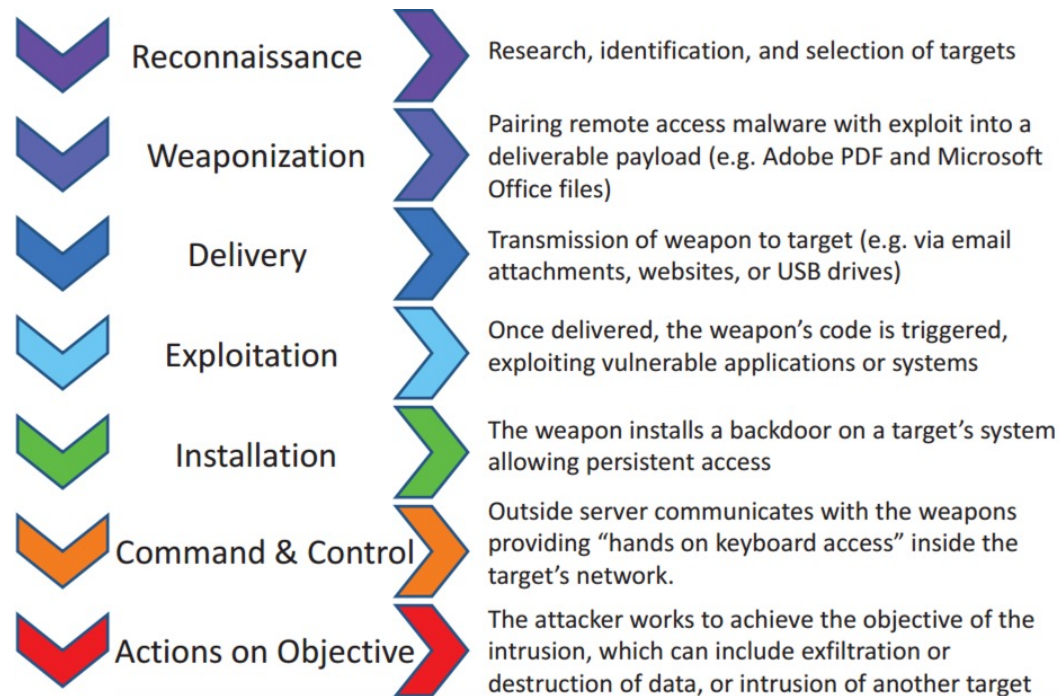 Reconnaissance
Research, identification, and selection of targets
Weaponization
Pairing remote access malware with exploit into a
deliverable payload (e.g. Adobe PDF and Microsoft
Office files)
Delivery
Transmission of weapon to target (e.g. via email
attachments, websites, or USB drives)
Exploitation
Once delivered, the weapon’s code is triggered,
exploiting vulnerable applications or systems
Installation
The weapon installs a backdoor on a target’s system
allowing persistent access
Command & Control
Outside server communicates with the weapons
providing “hands on keyboard access” inside the
target’s network.
Actions on Objective
The attacker works to achieve the objective of the
intrusion, which can include exfiltration or
destruction of data, or intrusion of another target